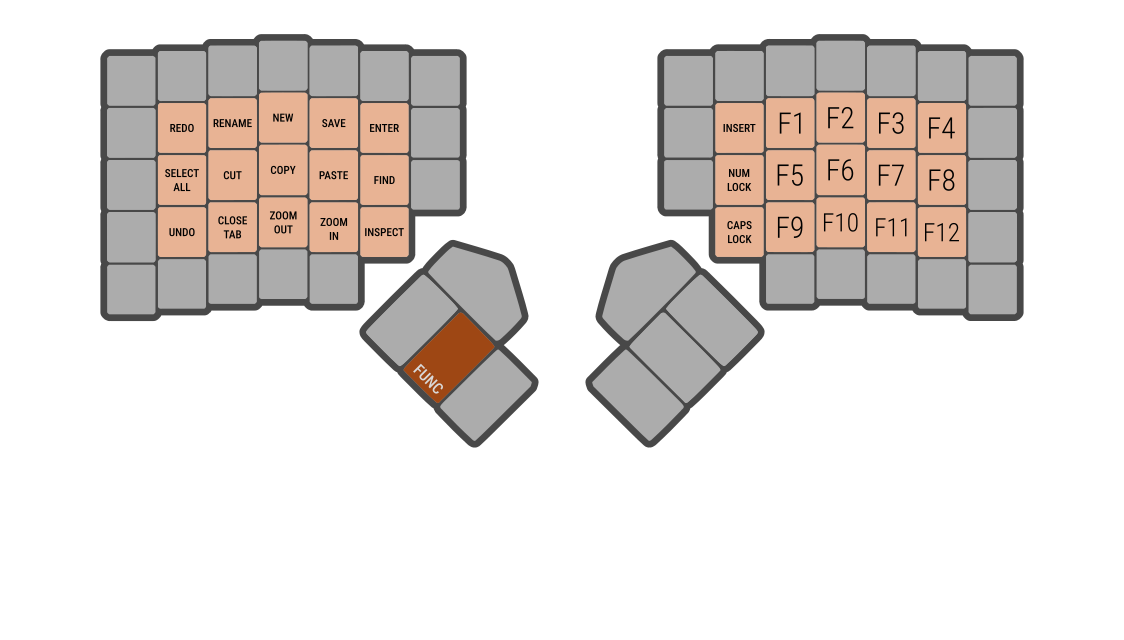 REDO RENAME NEW SAVE ENTER
SELECT ALL CUT COPY PASTE FIND
UNDO CLOSE TAB ZOOM OUT ZOOM IN INSPECT
FUNC
INSERT F1 F2 F3 F4
NUM LOCK F5 F6 F7 F8
CAPS LOCK F9 F10 F11 F12